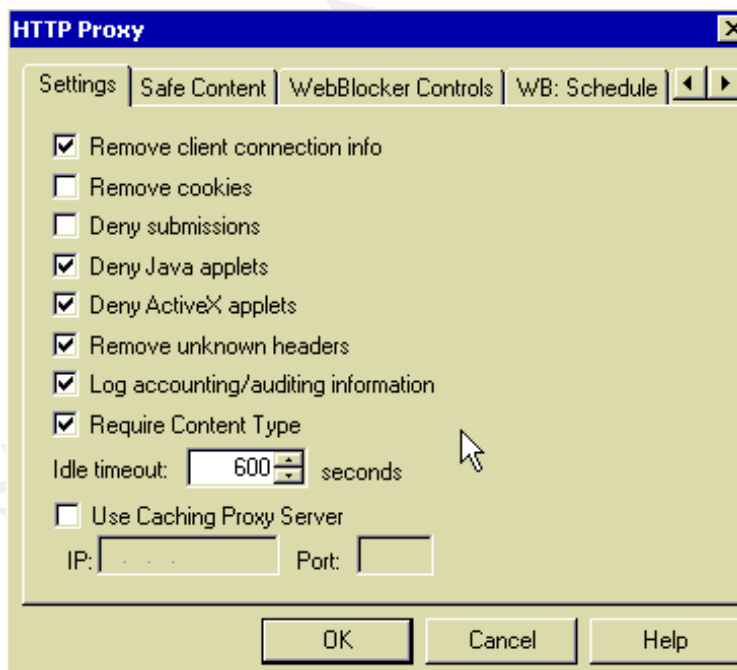 HTTP Proxy
Settings Safe Content WebBlocker Controls WB: Schedule
Remove client connection info
Remove cookies
Deny submissions
Deny Java applets
Deny ActiveX applets
Remove unknown headers
Log accounting/auditing information
Require Content Type
Idle timeout: 600 seconds
Use Caching Proxy Server
IP: . . . Port:
OK Cancel Help